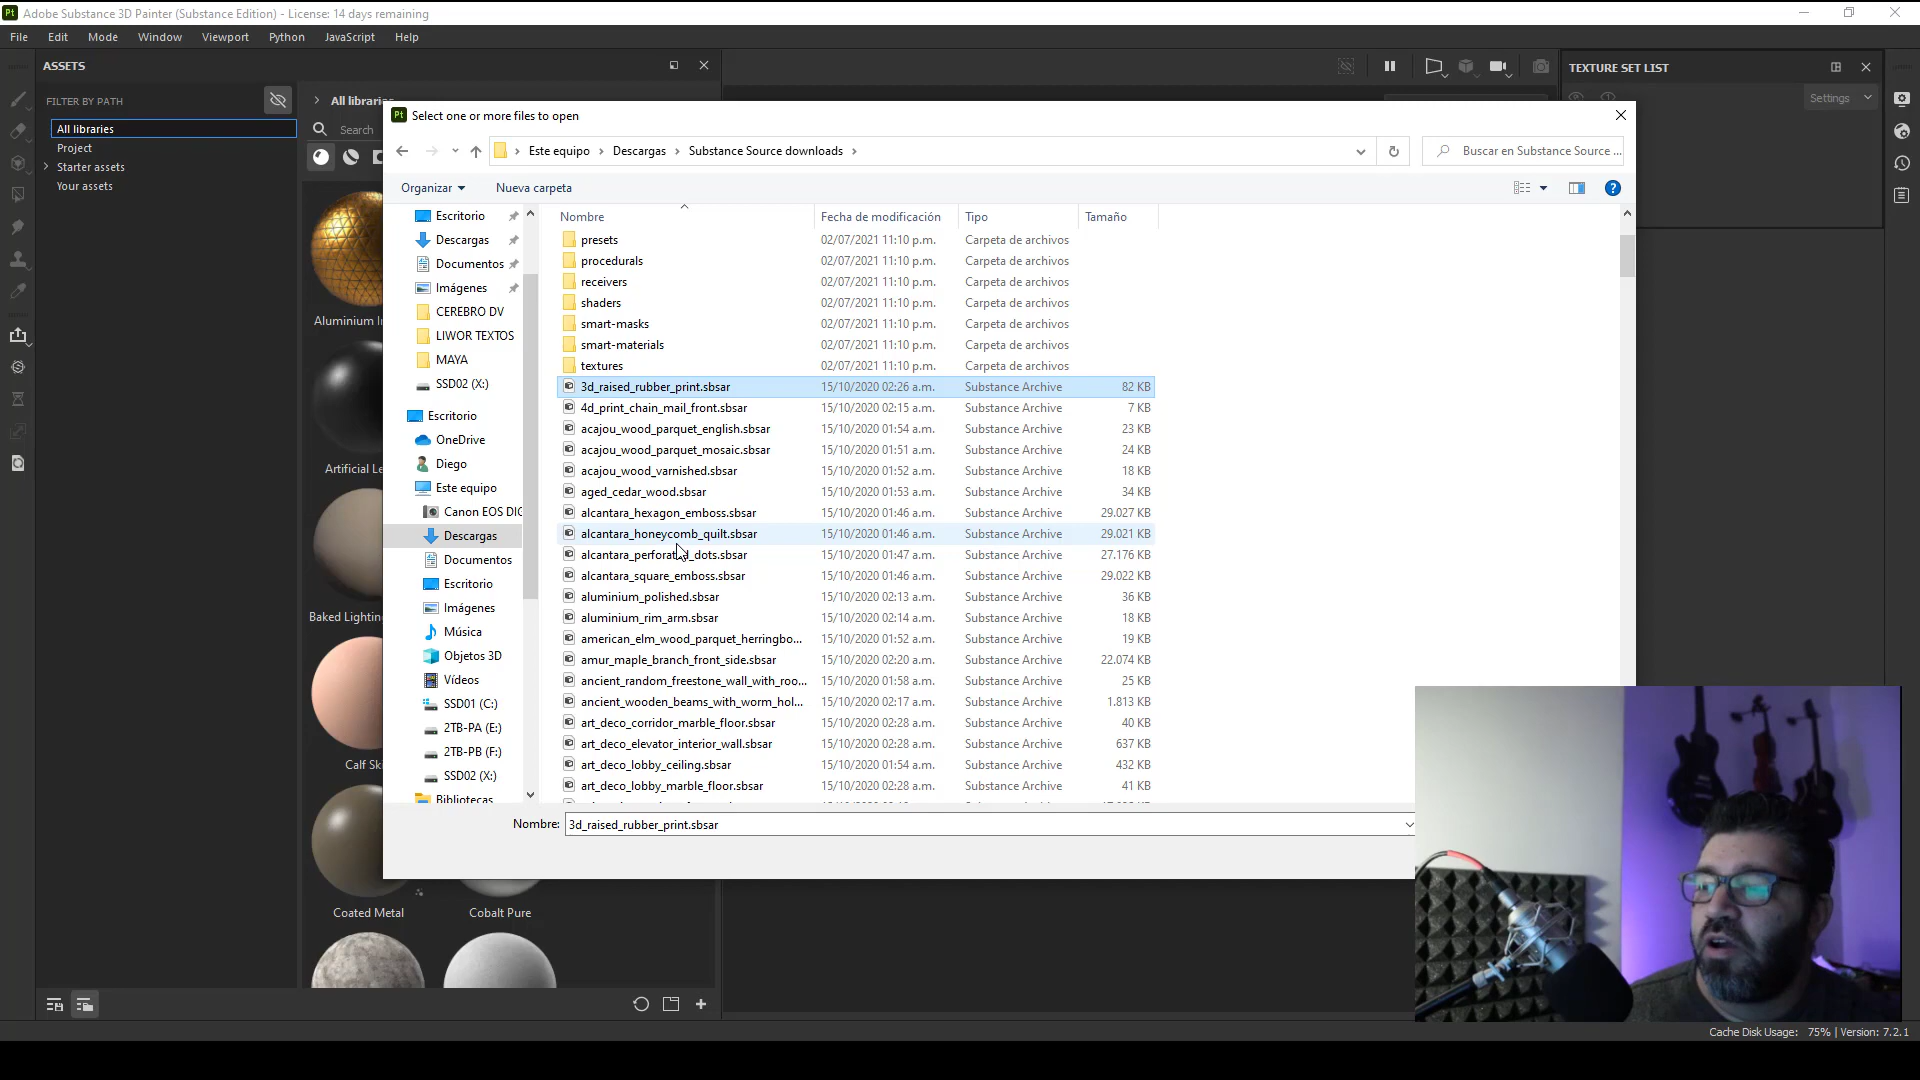 Pt Adobe Substance 3D Painter (Substance Edition) - License: 14 days remaining
File Edit Mode Window Viewport Python JavaScript Help
ASSETS
FILTER BY PATH
All libraries
Project
Starter assets
Your assets
Search
Aluminium
Baked Lighting
Coated Metal
Cobalt Pure
TEXTURE SET LIST
Settings
Pt Select one or more files to open
Este equipo > Descargas > Substance Source downloads >
Buscar en Substance Source ...
Organizar
Nueva carpeta
Escritorio
Descargas
Documentos
Imágenes
CEREBRO DV
LIWOR TEXTOS
MAYA
SSD02 (X:)
Escritorio
OneDrive
Diego
Este equipo
Canon EOS DIG
Descargas
Documentos
Escritorio
Imágenes
Música
Objetos 3D
Vídeos
SSD01 (C:)
2TB-PA (E:)
2TB-PB (F:)
SSD02 (X:)
Bibliotecas
Nombre Fecha de modificación Tipo Tamaño
presets 02/07/2021 11:10 p.m. Carpeta de archivos
procedurals 02/07/2021 11:10 p.m. Carpeta de archivos
receivers 02/07/2021 11:10 p.m. Carpeta de archivos
shaders 02/07/2021 11:10 p.m. Carpeta de archivos
smart-masks 02/07/2021 11:10 p.m. Carpeta de archivos
smart-materials 02/07/2021 11:10 p.m. Carpeta de archivos
textures 02/07/2021 11:10 p.m. Carpeta de archivos
3d_raised_rubber_print.sbsar 15/10/2020 02:26 a.m. Substance Archive 82 KB
4d_print_chain_mail_front.sbsar 15/10/2020 02:15 a.m. Substance Archive 7 KB
acajou_wood_parquet_english.sbsar 15/10/2020 01:54 a.m. Substance Archive 23 KB
acajou_wood_parquet_mosaic.sbsar 15/10/2020 01:51 a.m. Substance Archive 24 KB
acajou_wood_varnished.sbsar 15/10/2020 01:52 a.m. Substance Archive 18 KB
aged_cedar_wood.sbsar 15/10/2020 01:53 a.m. Substance Archive 34 KB
alcantara_hexagon_emboss.sbsar 15/10/2020 01:46 a.m. Substance Archive 29.027 KB
alcantara_honeycomb_quilt.sbsar 15/10/2020 01:46 a.m. Substance Archive 29.021 KB
alcantara_perforated_dots.sbsar 15/10/2020 01:47 a.m. Substance Archive 27.176 KB
alcantara_square_emboss.sbsar 15/10/2020 01:46 a.m. Substance Archive 29.022 KB
aluminium_polished.sbsar 15/10/2020 02:13 a.m. Substance Archive 36 KB
aluminium_rim_arm.sbsar 15/10/2020 02:14 a.m. Substance Archive 18 KB
american_elm_wood_parquet_herringbo... 15/10/2020 01:52 a.m. Substance Archive 19 KB
amur_maple_branch_front_side.sbsar 15/10/2020 02:20 a.m. Substance Archive 22.074 KB
ancient_random_freestone_wall_with_roo... 15/10/2020 01:58 a.m. Substance Archive 25 KB
ancient_wooden_beams_with_worm_hol... 15/10/2020 02:17 a.m. Substance Archive 1.813 KB
art_deco_corridor_marble_floor.sbsar 15/10/2020 02:28 a.m. Substance Archive 40 KB
art_deco_elevator_interior_wall.sbsar 15/10/2020 02:28 a.m. Substance Archive 637 KB
art_deco_lobby_ceiling.sbsar 15/10/2020 01:54 a.m. Substance Archive 432 KB
art_deco_lobby_marble_floor.sbsar 15/10/2020 02:28 a.m. Substance Archive 41 KB
Nombre: 3d_raised_rubber_print.sbsar
Cache Disk Usage: 75% | Version: 7.2.1